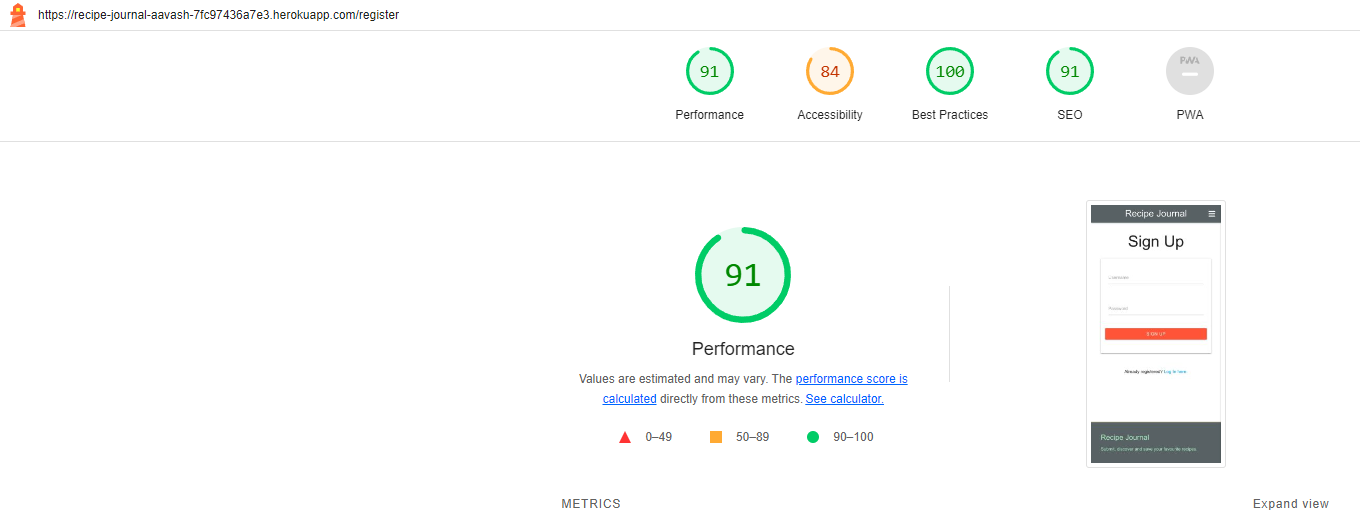 https://recipe-journal-aavash-7fc97436a7e3.herokuapp.com/register
91
84
100
91
PWA
Performance
Accessibility
Best Practices
SEO
PWA
91
Performance
Values are estimated and may vary. The performance score is
calculated directly from these metrics. See calculator.
0–49
50–89
90–100
Recipe Journal
Sign Up
Username
Password
SIGN UP
Already registered? Log In here
Recipe Journal
Submit, discover and save your favourite recipes
METRICS
Expand view